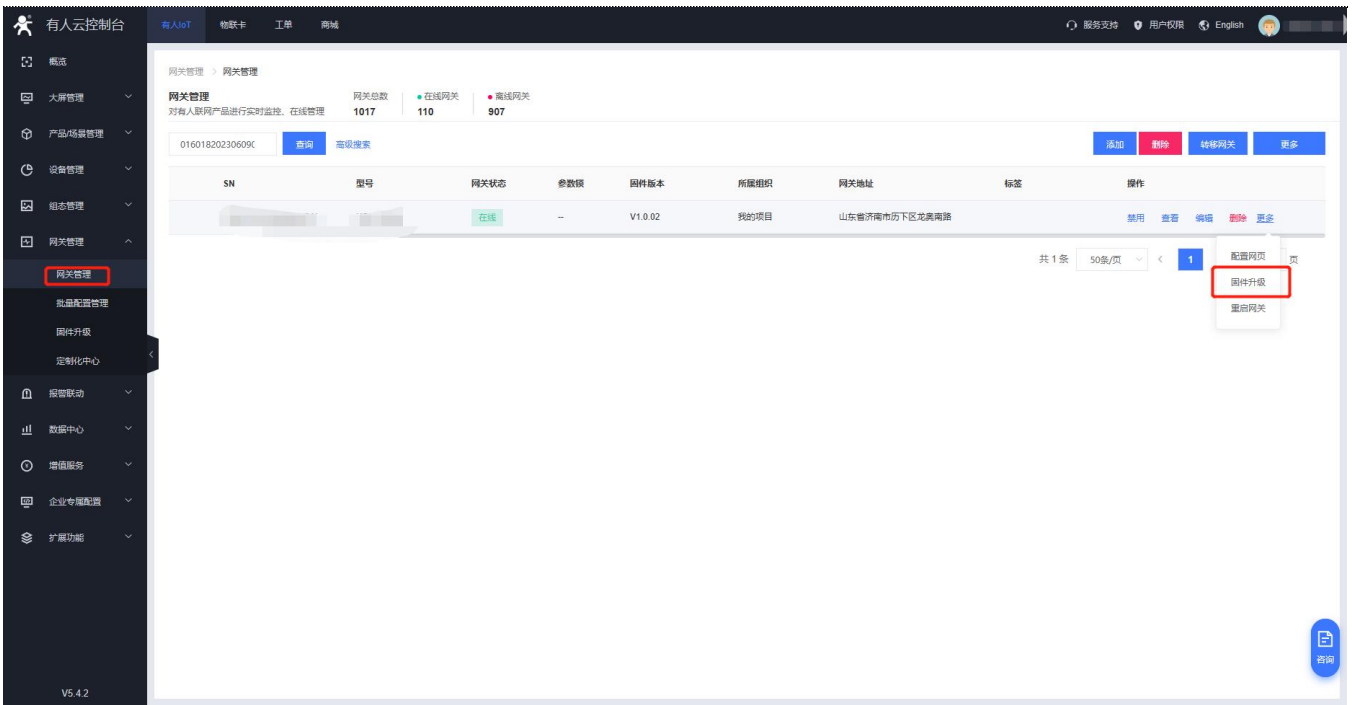 有人云控制台 有人IoT 物联卡 工单 商城 服务支持 用户权限 English
概览
大屏管理
产品/场景管理
设备管理
组态管理
网关管理
网关管理
批量配置管理
固件升级
定制化中心
报警联动
数据中心
增值服务
企业专属配置
扩展功能
V5.4.2
网关管理 > 网关管理
网关管理 网关总数 在线网关 离线网关
对有人联网产品进行实时监控、在线管理 1017 110 907
01601820230609C 查询 高级搜索 添加 删除 转移网关 更多
SN 型号 网关状态 参数锁 固件版本 所属组织 网关地址 标签 操作
在线 -- V1.0.02 我的项目 山东省济南市历下区龙奥南路 禁用 查看 编辑 删除 更多
共 1 条 50条/页 < 1 页
配置网页
固件升级
重启网关
咨询